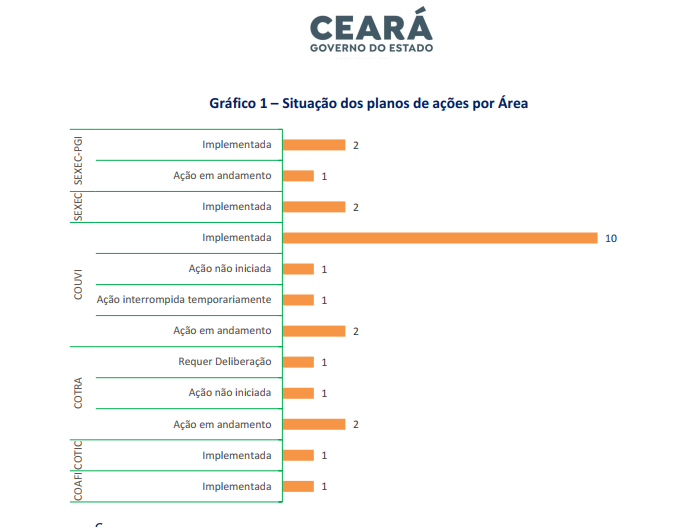 CEARÁ
GOVERNO DO ESTADO
Gráfico 1 – Situação dos planos de ações por Área
SEXEC-PGI
Implementada 2
Ação em andamento 1
SEXEC
Implementada 2
COUVI
Implementada 10
Ação não iniciada 1
Ação interrompida temporariamente 1
Ação em andamento 2
COTRA
Requer Deliberação 1
Ação não iniciada 1
Ação em andamento 2
COTIC
Implementada 1
COAFI
Implementada 1